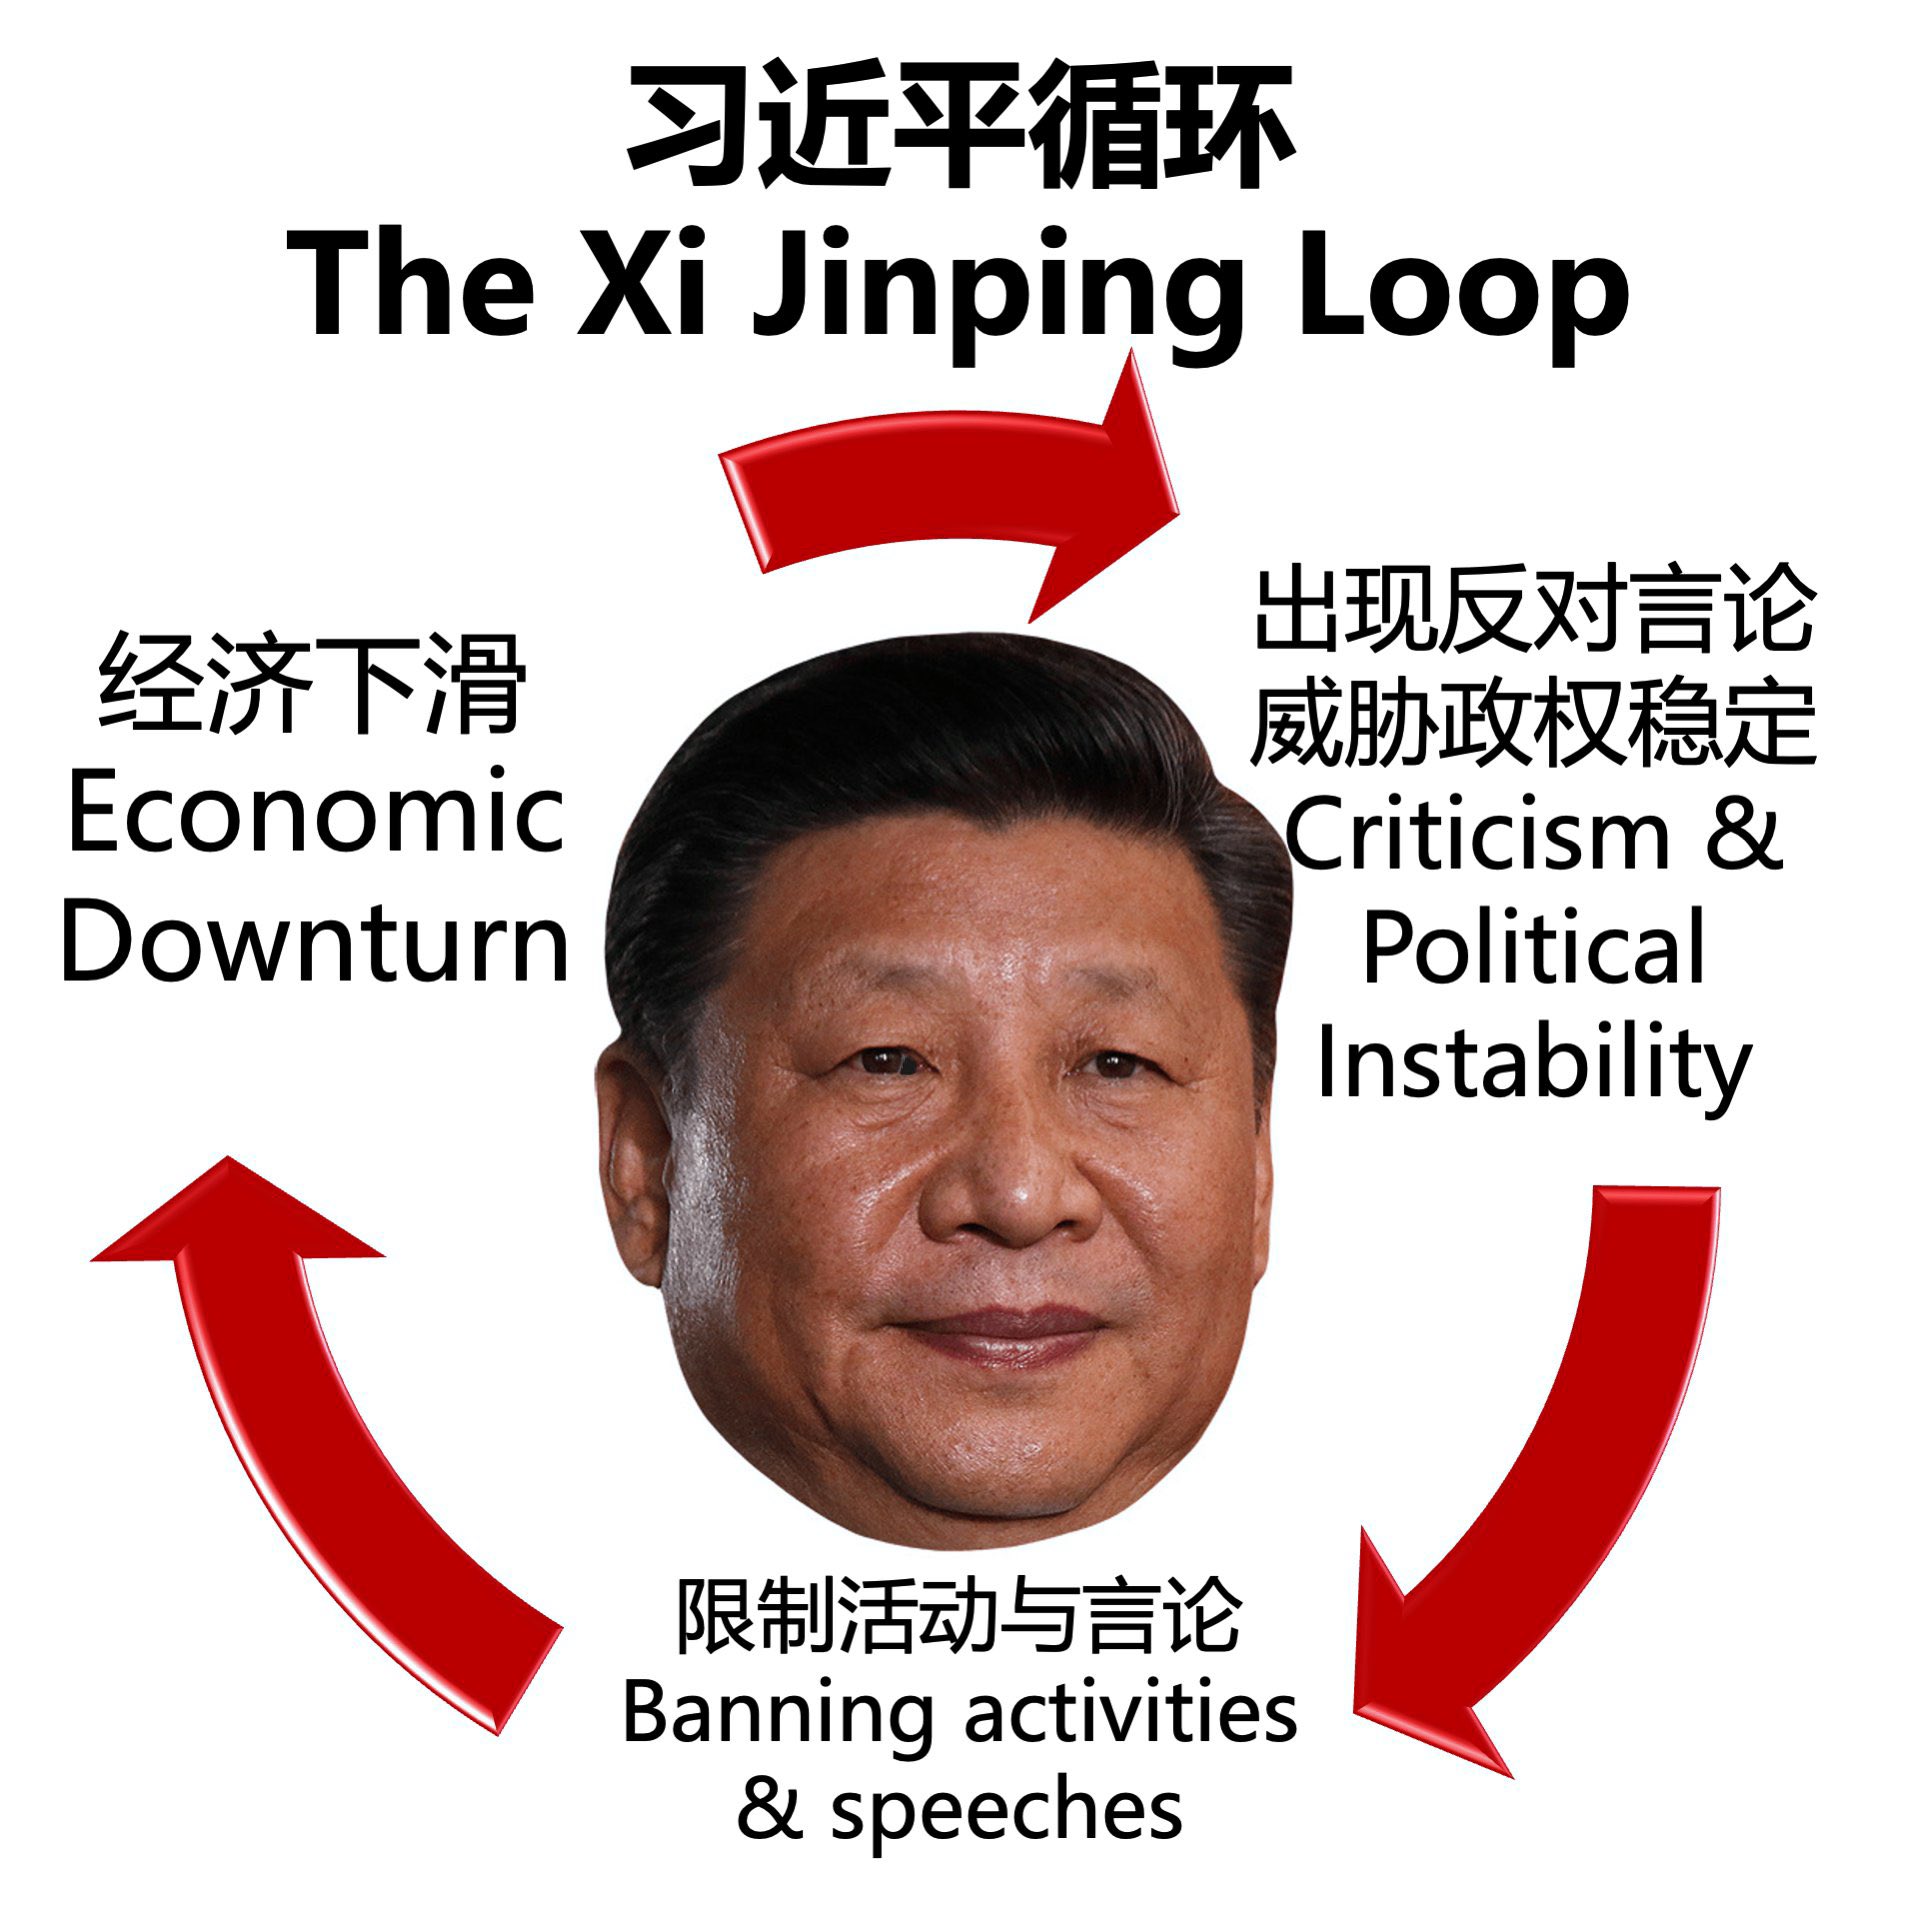 习近平循环
The Xi Jinping Loop
经济下滑
Economic
Downturn
出现反对言论
威胁政权稳定
Criticism &
Political
Instability
限制活动与言论
Banning activities
& speeches